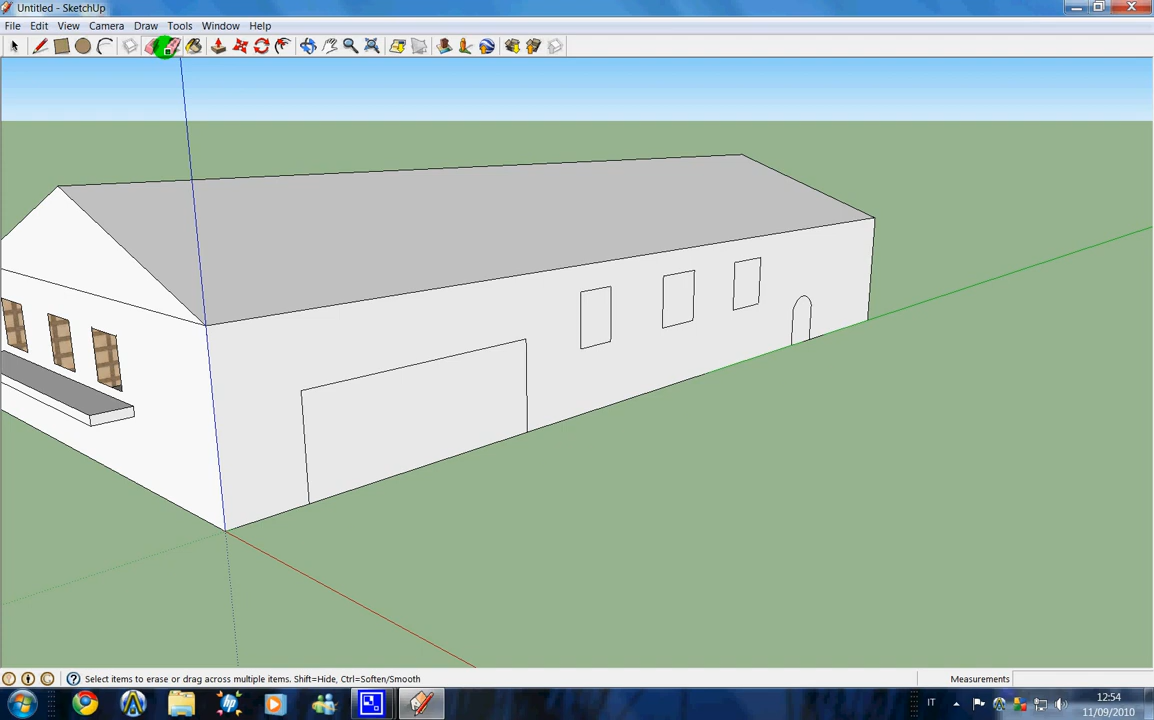 Untitled - SketchUp
File Edit View Camera Draw Tools Window Help
Select items to erase or drag across multiple items. Shift=Hide, Ctrl=Soften/Smooth
Measurements
IT
12:54
11/09/2010